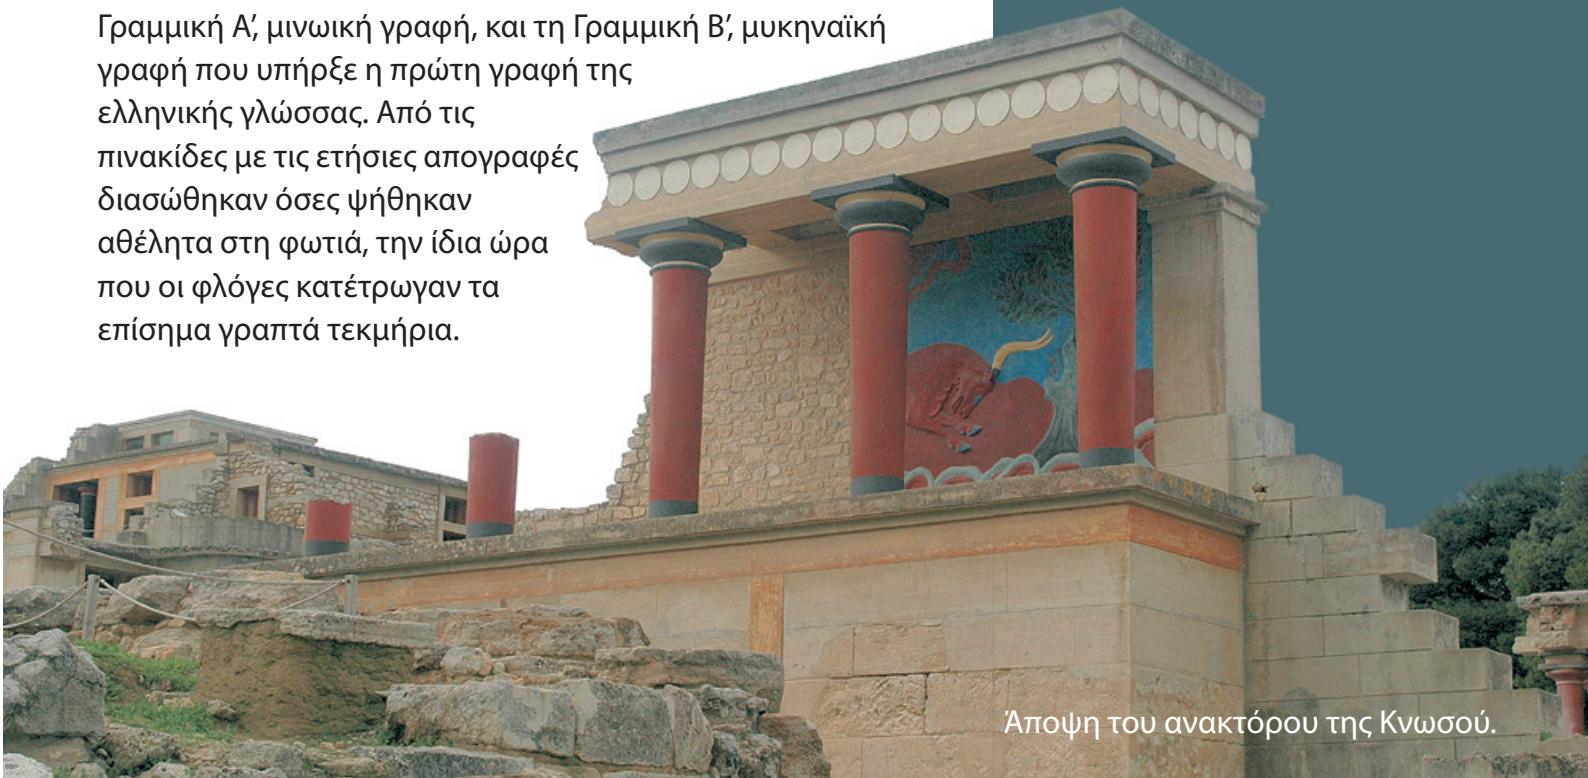 Γραμμική Α', μινωική γραφή, και τη Γραμμική Β', μυκηναϊκή
γραφή που υπήρξε η πρώτη γραφή της
ελληνικής γλώσσας. Από τις
πινακίδες με τις ετήσιες απογραφές
διασώθηκαν όσες ψήθηκαν
αθέλητα στη φωτιά, την ίδια ώρα
που οι φλόγες κατέτρωγαν τα
επίσημα γραπτά τεκμήρια.
Άποψη του ανακτόρου της Κνωσού.